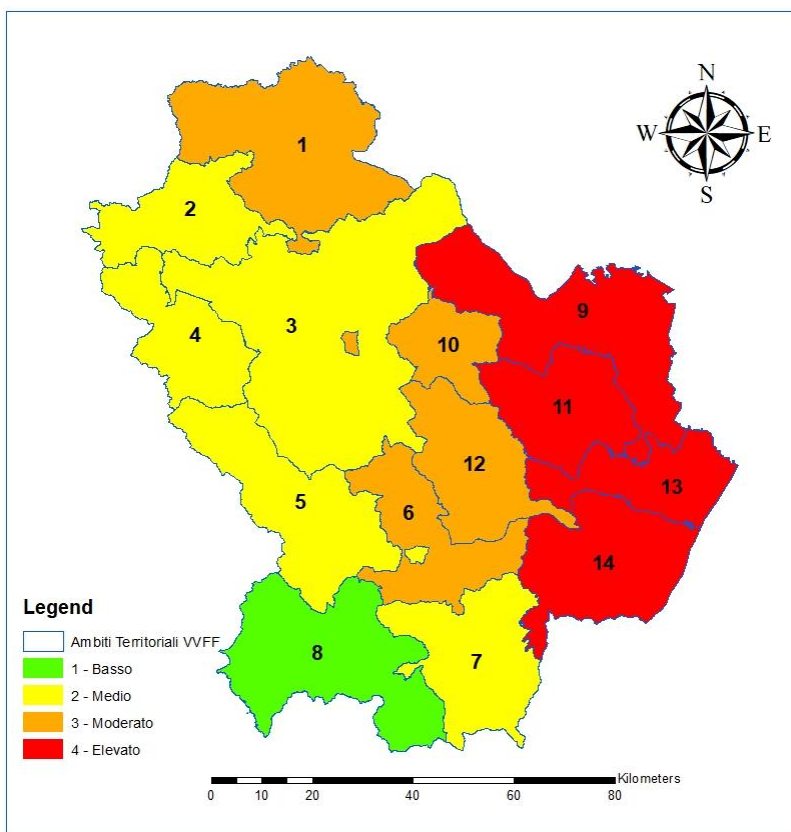 N
W E
S
1
2
3
4
9
10
11
12
13
5
6
14
8
7
Legend
Ambiti Territoriali VVFF
1 - Basso
2 - Medio
3 - Moderato
4 - Elevato
Kilometers
0 10 20 40 60 80